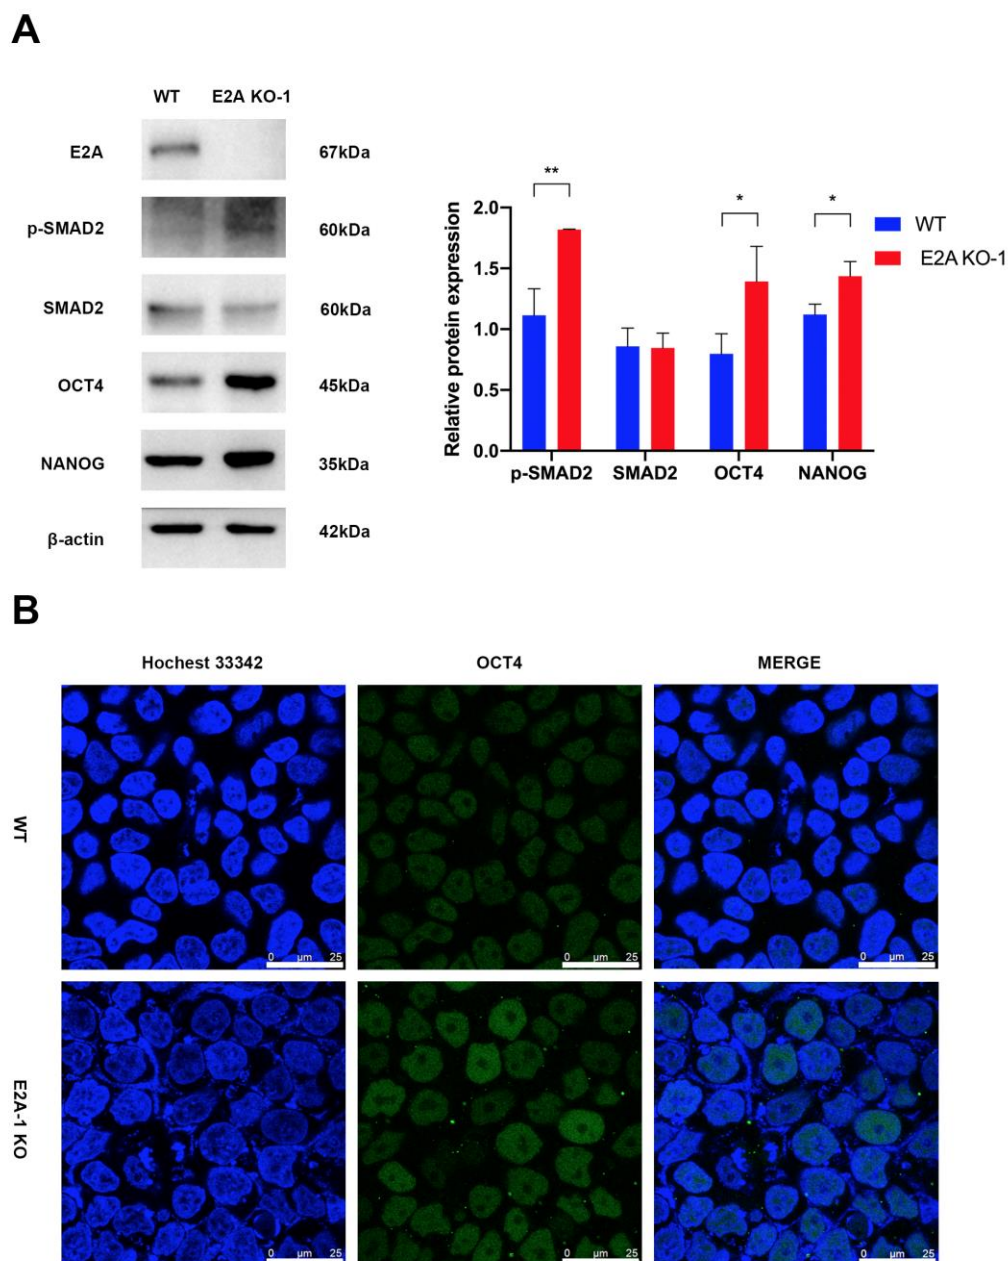 A
WT E2A KO-1
E2A 67kDa
p-SMAD2 60kDa
SMAD2 60kDa
OCT4 45kDa
NANOG 35kDa
β-actin 42kDa
Relative protein expression
2.0
1.5
1.0
0.5
0.0
** * *
p-SMAD2 SMAD2 OCT4 NANOG
WT
E2A KO-1
B
Hochest 33342 OCT4 MERGE
WT
0 µm 25 0 µm 25 0 µm 25
E2A-1 KO
0 µm 25 0 µm 25 0 µm 25